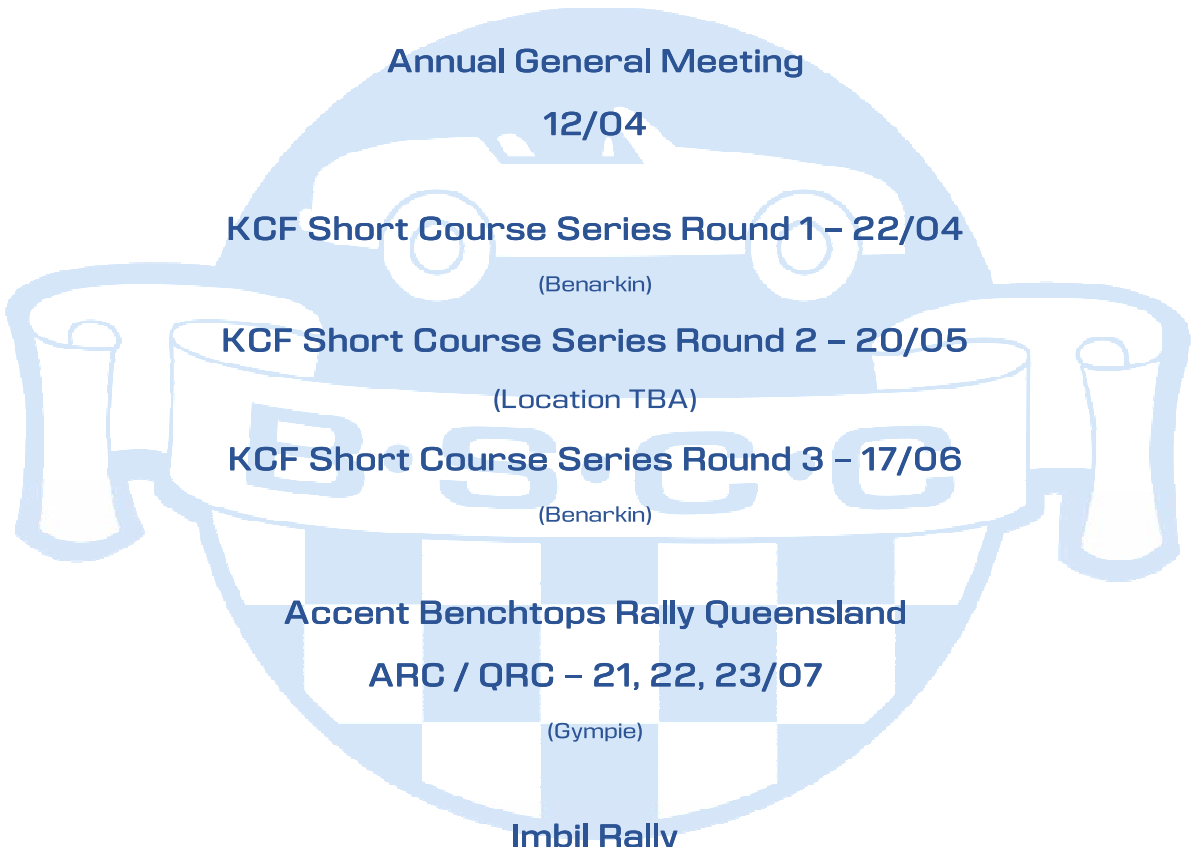 Annual General Meeting
12/04
KCF Short Course Series Round 1 – 22/04
(Benarkin)
KCF Short Course Series Round 2 – 20/05
(Location TBA)
B·S·C·C
KCF Short Course Series Round 3 – 17/06
(Benarkin)
Accent Benchtops Rally Queensland
ARC / QRC – 21, 22, 23/07
(Gympie)
Imbil Rally